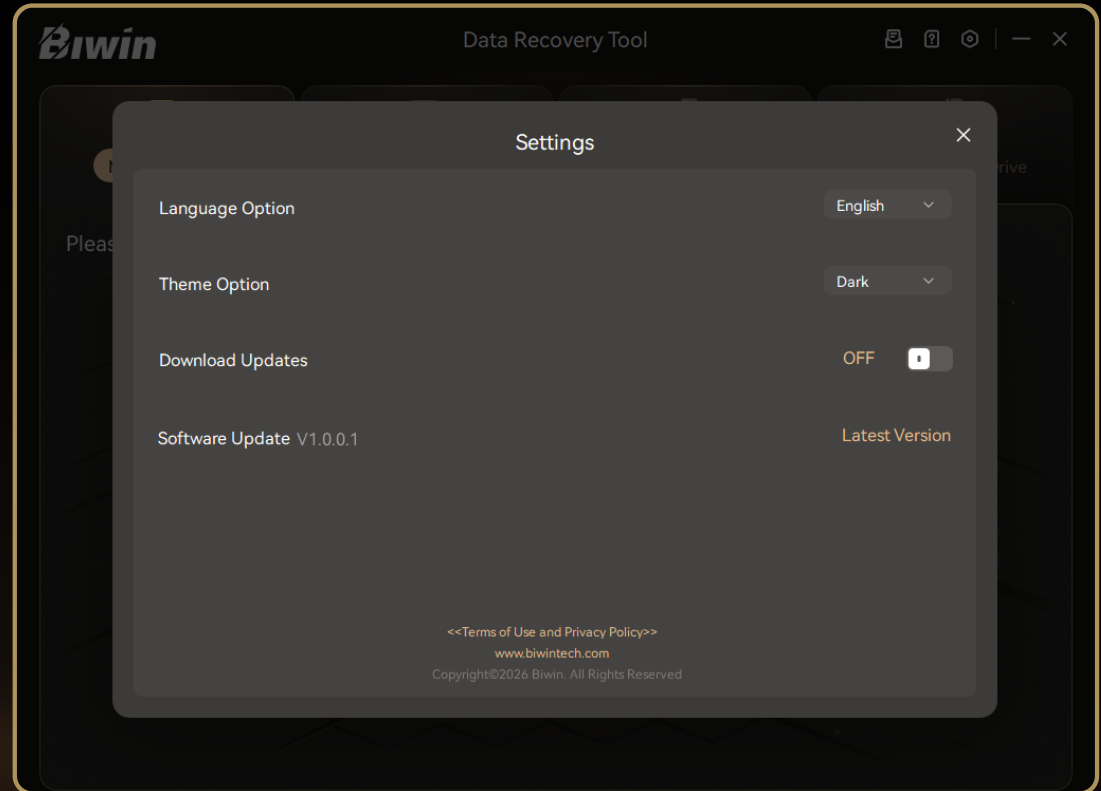 Biwin
Data Recovery Tool
Settings
Language Option
English
Theme Option
Dark
Download Updates
OFF
Software Update V1.0.0.1
Latest Version
<<Terms of Use and Privacy Policy>>
www.biwintech.com
Copyright©2026 Biwin. All Rights Reserved